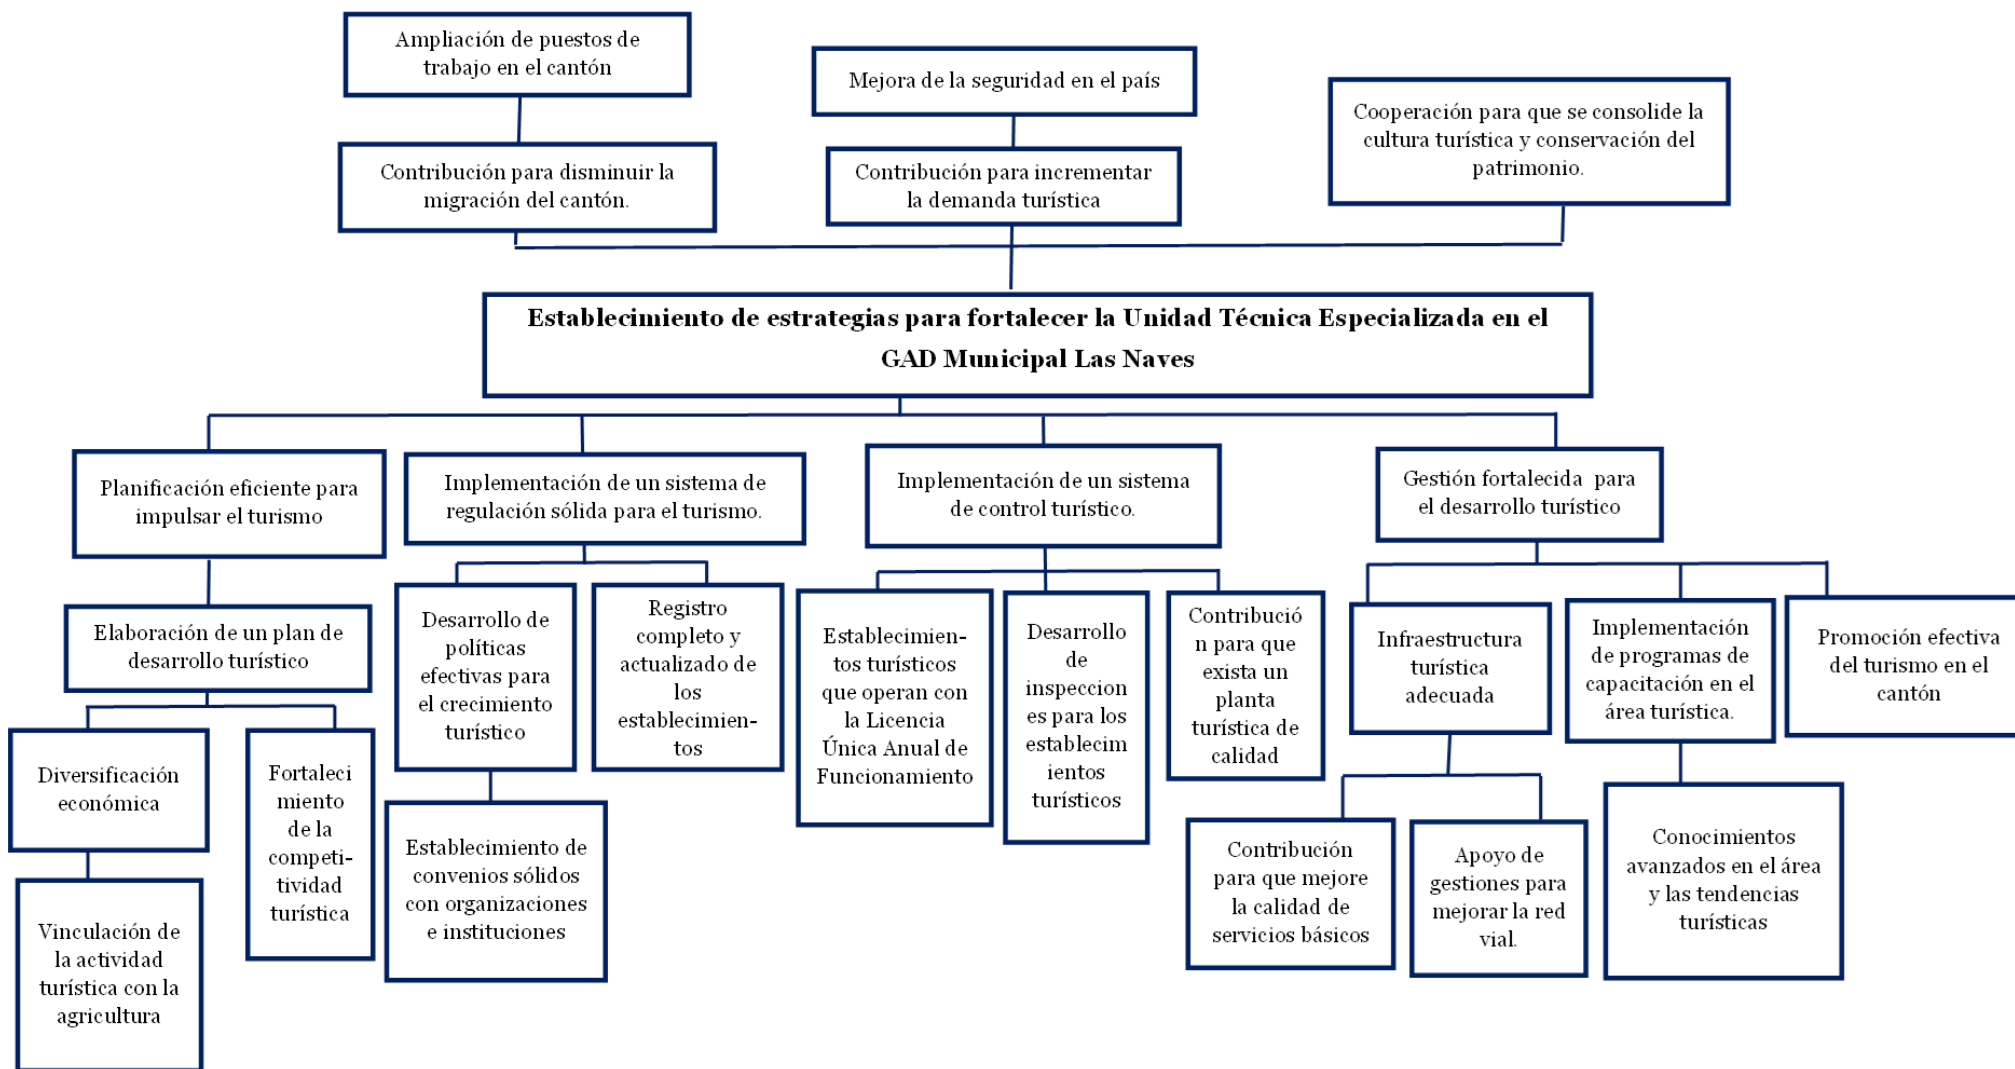 Ampliación de puestos de
trabajo en el cantón
Mejora de la seguridad en el país
Cooperación para que se consolide la
cultura turística y conservación del
patrimonio.
Contribución para disminuir la
migración del cantón.
Contribución para incrementar
la demanda turística
Establecimiento de estrategias para fortalecer la Unidad Técnica Especializada en el
GAD Municipal Las Naves
Planificación eficiente para
impulsar el turismo
Implementación de un sistema de
regulación sólida para el turismo.
Implementación de un sistema
de control turístico.
Gestión fortalecida para
el desarrollo turístico
Elaboración de un plan de
desarrollo turístico
Desarrollo de
políticas
efectivas para
el crecimiento
turístico
Registro
completo y
actualizado de
los
establecimien-
tos
Establecimien-
tos turísticos
que operan con
la Licencia
Única Anual de
Funcionamiento
Desarrollo
de
inspeccion
es para los
establecim
ientos
turísticos
Contribució
n para que
exista un
planta
turística de
calidad
Infraestructura
turística
adecuada
Implementación
de programas de
capacitación en el
área turística.
Promoción efectiva
del turismo en el
cantón
Diversificación
económica
Fortaleci
miento
de la
competi-
tividad
turística
Establecimiento de
convenios sólidos
con organizaciones
e instituciones
Contribución
para que mejore
la calidad de
servicios básicos
Apoyo de
gestiones para
mejorar la red
vial.
Conocimientos
avanzados en el área
y las tendencias
turísticas
Vinculación de
la actividad
turística con la
agricultura